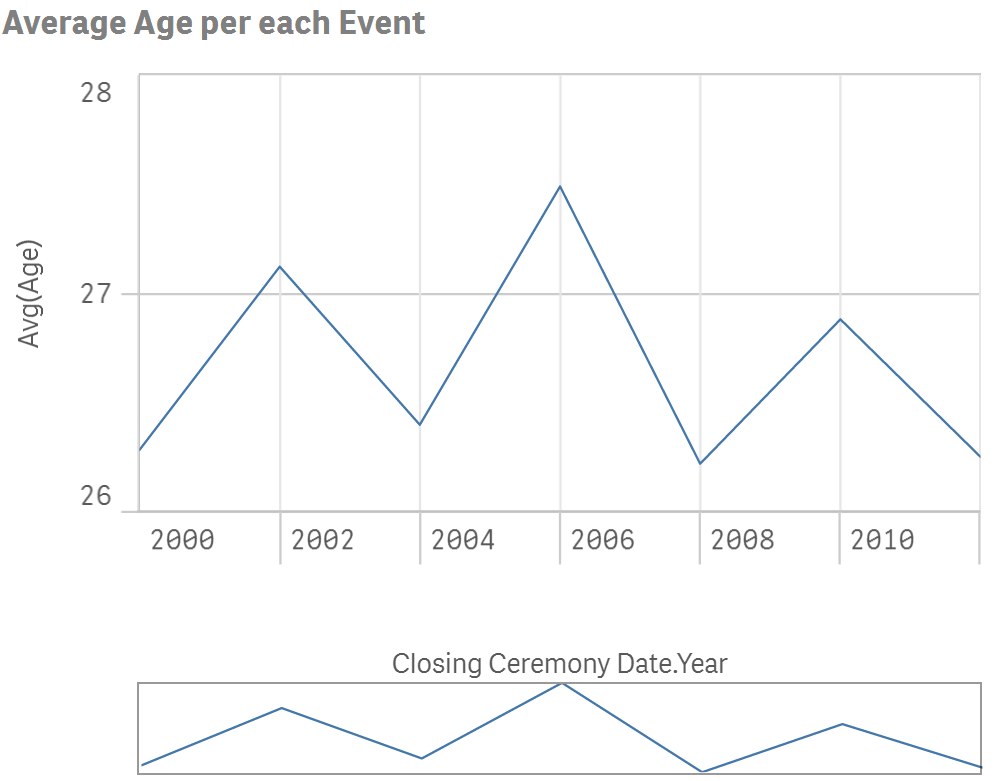 Average Age per each Event
28
27
26
Avg(Age)
2000 2002 2004 2006 2008 2010
Closing Ceremony Date.Year